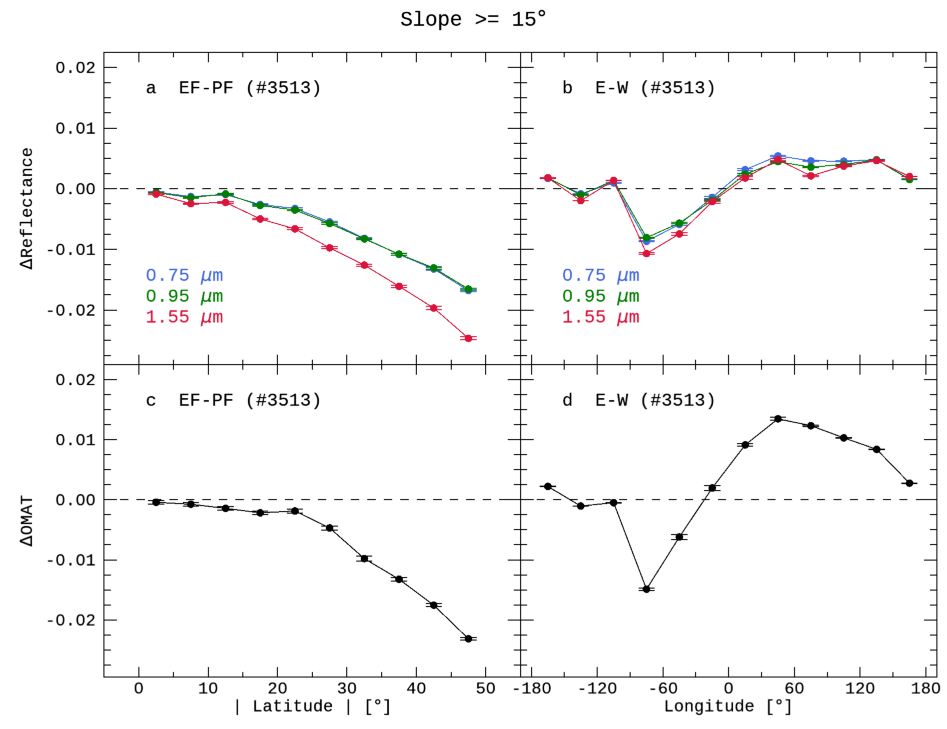 Slope >= 15°
0.02
0.01
0.00
-0.01
-0.02
ΔReflectance
a EF-PF (#3513)
0.75 μm
0.95 μm
1.55 μm
b E-W (#3513)
0.75 μm
0.95 μm
1.55 μm
0.02
0.01
0.00
-0.01
-0.02
ΔOMAT
c EF-PF (#3513)
d E-W (#3513)
0 10 20 30 40 50 -180 -120 -60 0 60 120 180
| Latitude | [°] Longitude [°]